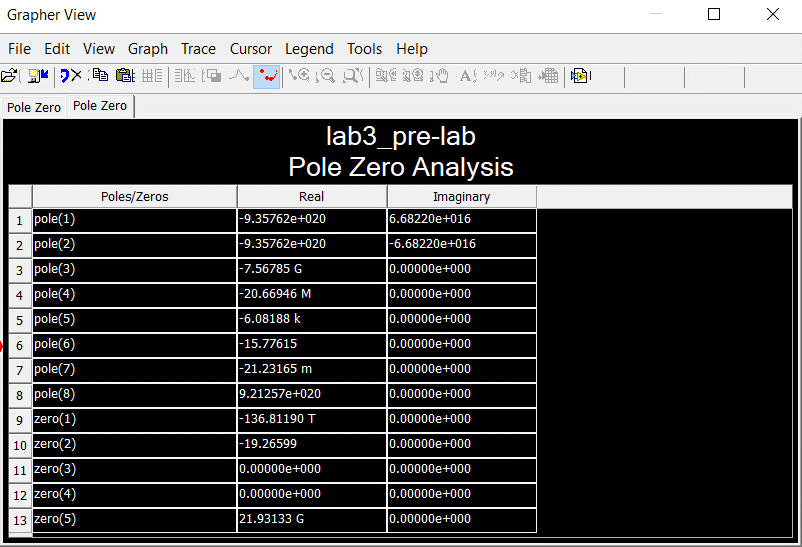 Grapher View
File Edit View Graph Trace Cursor Legend Tools Help
Pole Zero Pole Zero
lab3_pre-lab
Pole Zero Analysis
Poles/Zeros Real Imaginary
1 pole(1) -9.35762e+020 6.68220e+016
2 pole(2) -9.35762e+020 -6.68220e+016
3 pole(3) -7.56785 G 0.00000e+000
4 pole(4) -20.66946 M 0.00000e+000
5 pole(5) -6.08188 k 0.00000e+000
6 pole(6) -15.77615 0.00000e+000
7 pole(7) -21.23165 m 0.00000e+000
8 pole(8) 9.21257e+020 0.00000e+000
9 zero(1) -136.81190 T 0.00000e+000
10 zero(2) -19.26599 0.00000e+000
11 zero(3) 0.00000e+000 0.00000e+000
12 zero(4) 0.00000e+000 0.00000e+000
13 zero(5) 21.93133 G 0.00000e+000